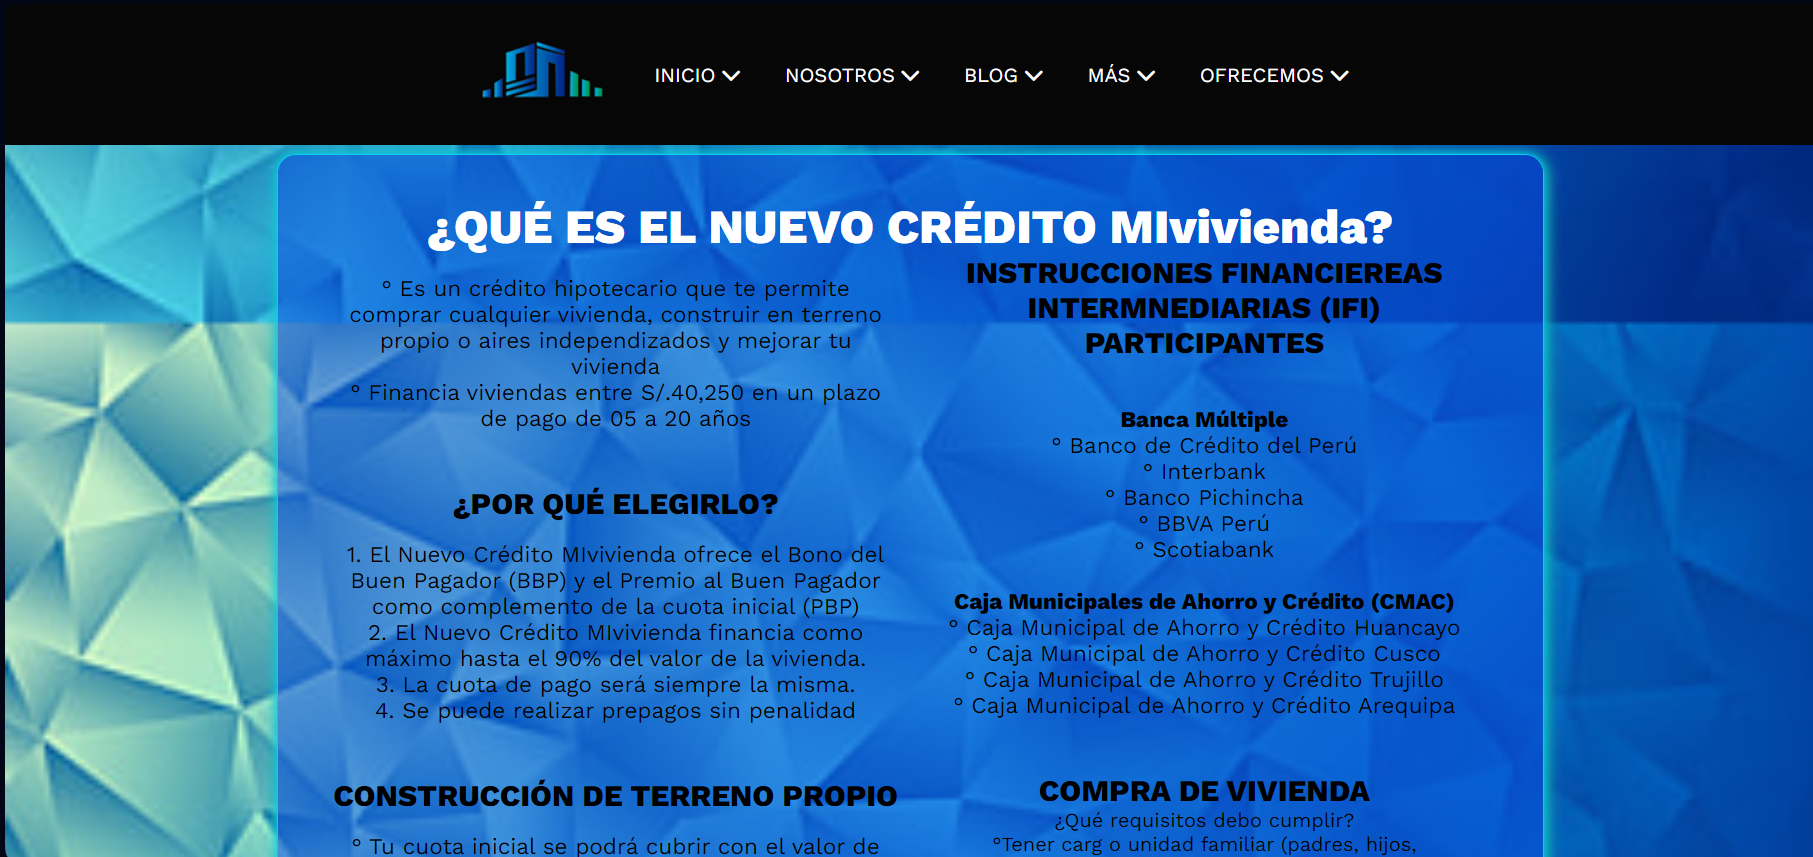 INICIO NOSOTROS BLOG MÁS OFRECEMOS
¿QUÉ ES EL NUEVO CRÉDITO MIvivienda?
° Es un crédito hipotecario que te permite
comprar cualquier vivienda, construir en terreno
propio o aires independizados y mejorar tu
vivienda
° Financia viviendas entre S/.40,250 en un plazo
de pago de 05 a 20 años
¿POR QUÉ ELEGIRLO?
1. El Nuevo Crédito MIvivienda ofrece el Bono del
Buen Pagador (BBP) y el Premio al Buen Pagador
como complemento de la cuota inicial (PBP)
2. El Nuevo Crédito MIvivienda financia como
máximo hasta el 90% del valor de la vivienda.
3. La cuota de pago será siempre la misma.
4. Se puede realizar prepagos sin penalidad
CONSTRUCCIÓN DE TERRENO PROPIO
° Tu cuota inicial se podrá cubrir con el valor de
INSTRUCCIONES FINANCIEREAS
INTERMNEDIARIAS (IFI)
PARTICIPANTES
Banca Múltiple
° Banco de Crédito del Perú
° Interbank
° Banco Pichincha
° BBVA Perú
° Scotiabank
Caja Municipales de Ahorro y Crédito (CMAC)
° Caja Municipal de Ahorro y Crédito Huancayo
° Caja Municipal de Ahorro y Crédito Cusco
° Caja Municipal de Ahorro y Crédito Trujillo
° Caja Municipal de Ahorro y Crédito Arequipa
COMPRA DE VIVIENDA
¿Qué requisitos debo cumplir?
°Tener carg o unidad familiar (padres, hijos,